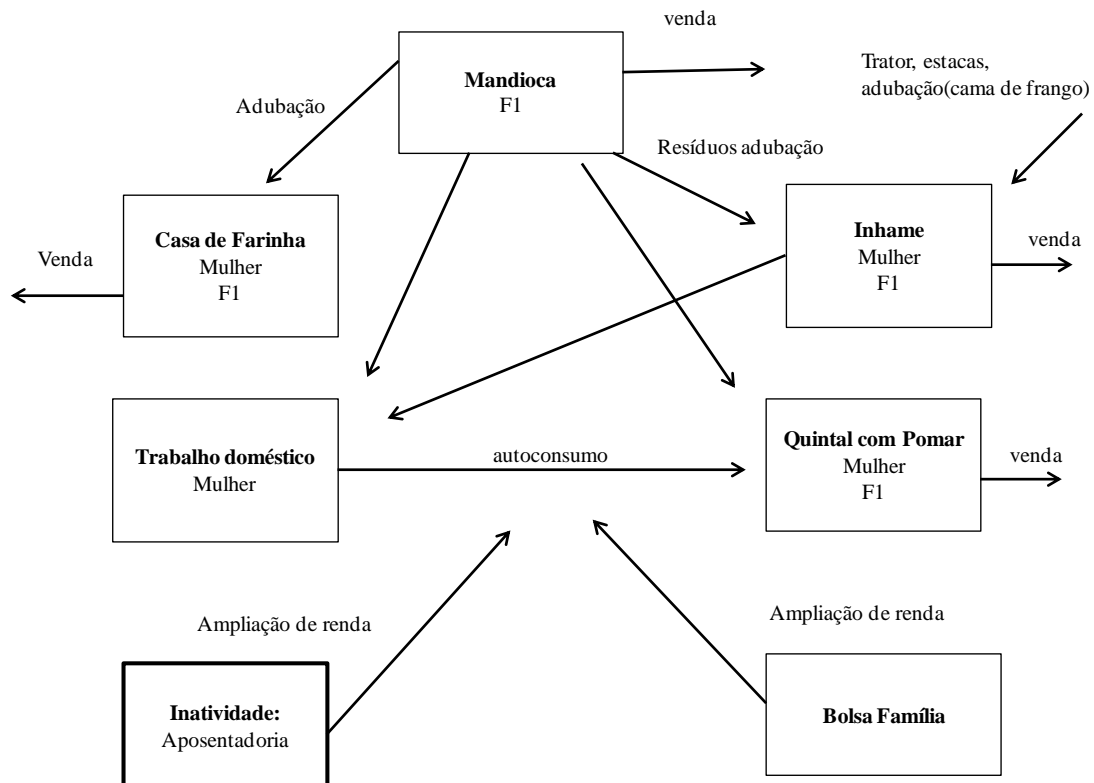 venda
Mandioca
F1
Trator, estacas,
adubação(cama de frango)
Adubação
Resíduos adubação
Casa de Farinha
Mulher
F1
Inhame
Mulher
F1
Venda
venda
Trabalho doméstico
Mulher
autoconsumo
Quintal com Pomar
Mulher
F1
venda
Ampliação de renda
Ampliação de renda
Inatividade:
Aposentadoria
Bolsa Família